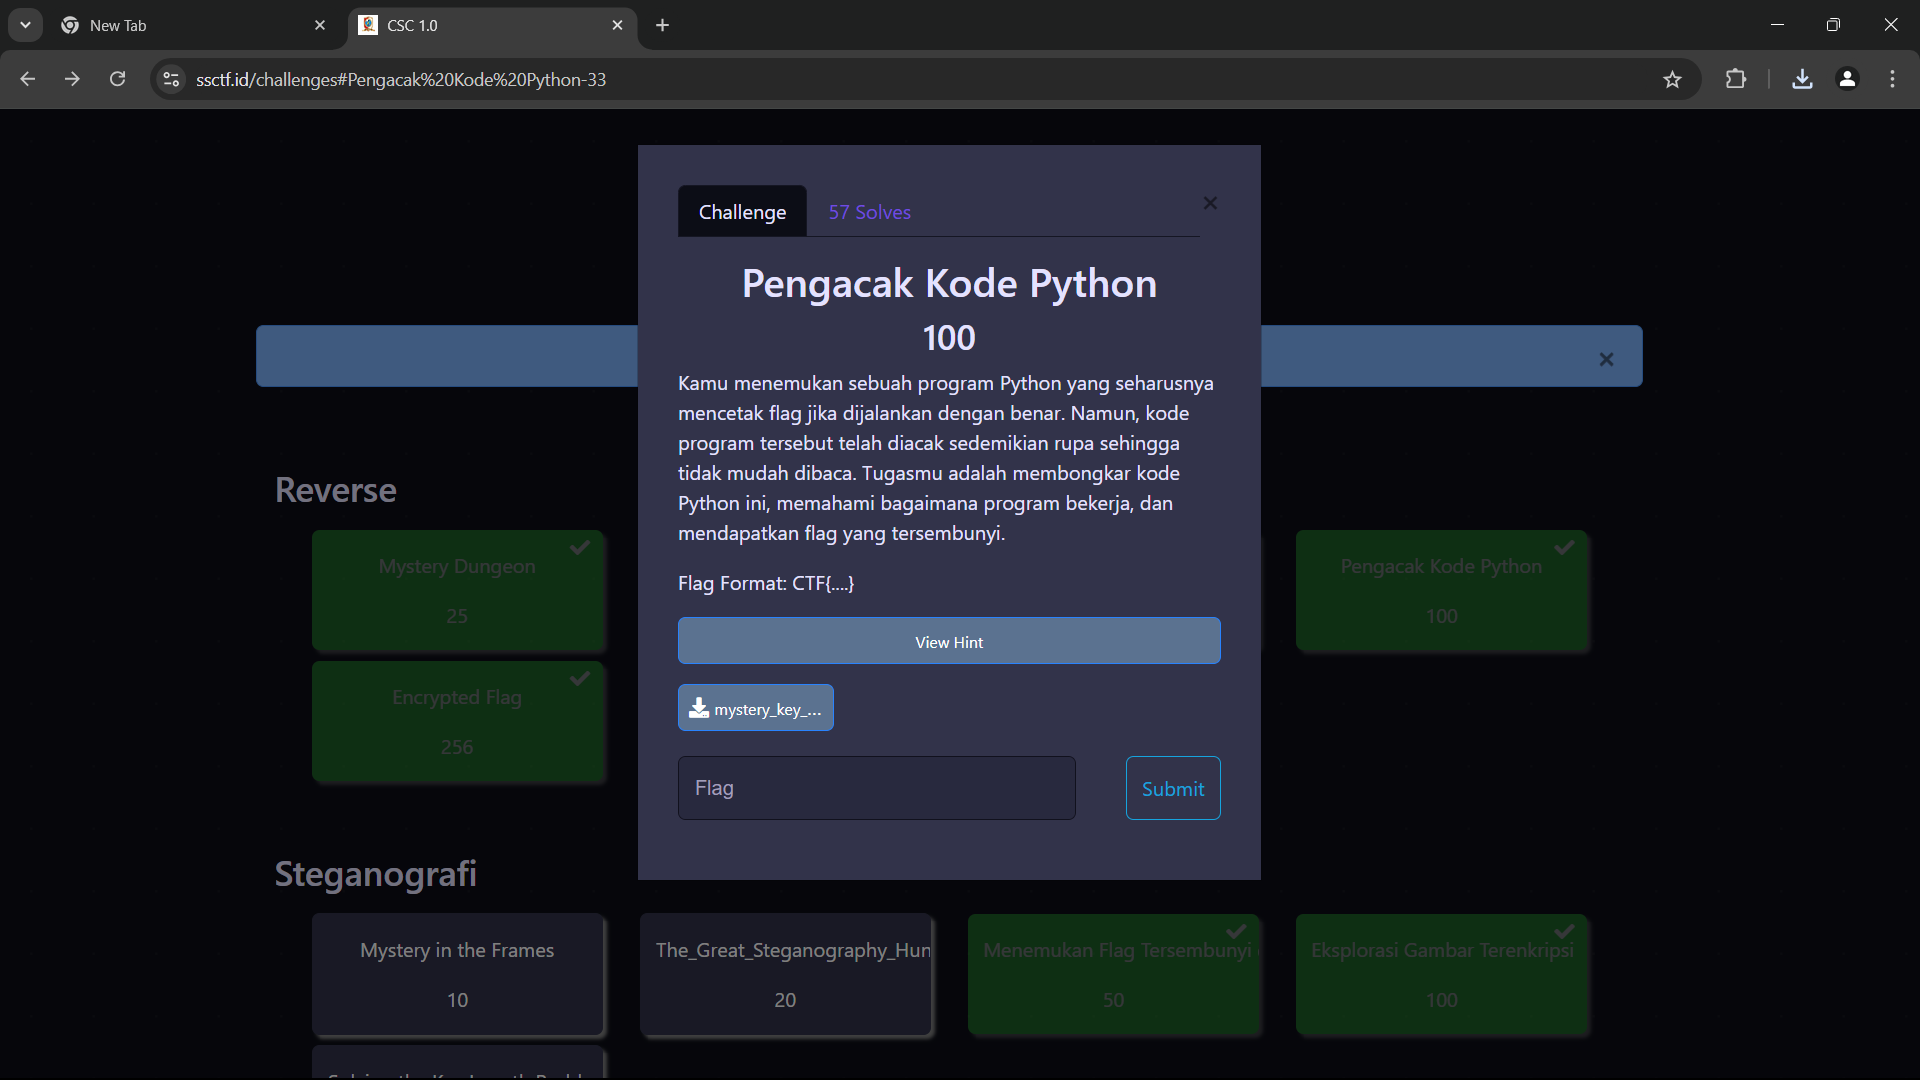 New Tab
CSC 1.0
ssctf.id/challenges#Pengacak%20Kode%20Python-33
Challenge
57 Solves
Pengacak Kode Python
100
Kamu menemukan sebuah program Python yang seharusnya
mencetak flag jika dijalankan dengan benar. Namun, kode
program tersebut telah diacak sedemikian rupa sehingga
tidak mudah dibaca. Tugasmu adalah membongkar kode
Python ini, memahami bagaimana program bekerja, dan
mendapatkan flag yang tersembunyi.
Flag Format: CTF{....}
View Hint
mystery_key_...
Flag
Submit
Reverse
Mystery Dungeon
25
Pengacak Kode Python
100
Encrypted Flag
256
Steganografi
Mystery in the Frames
10
The_Great_Steganography_Hun
20
Menemukan Flag Tersembunyi
50
Eksplorasi Gambar Terenkripsi
100